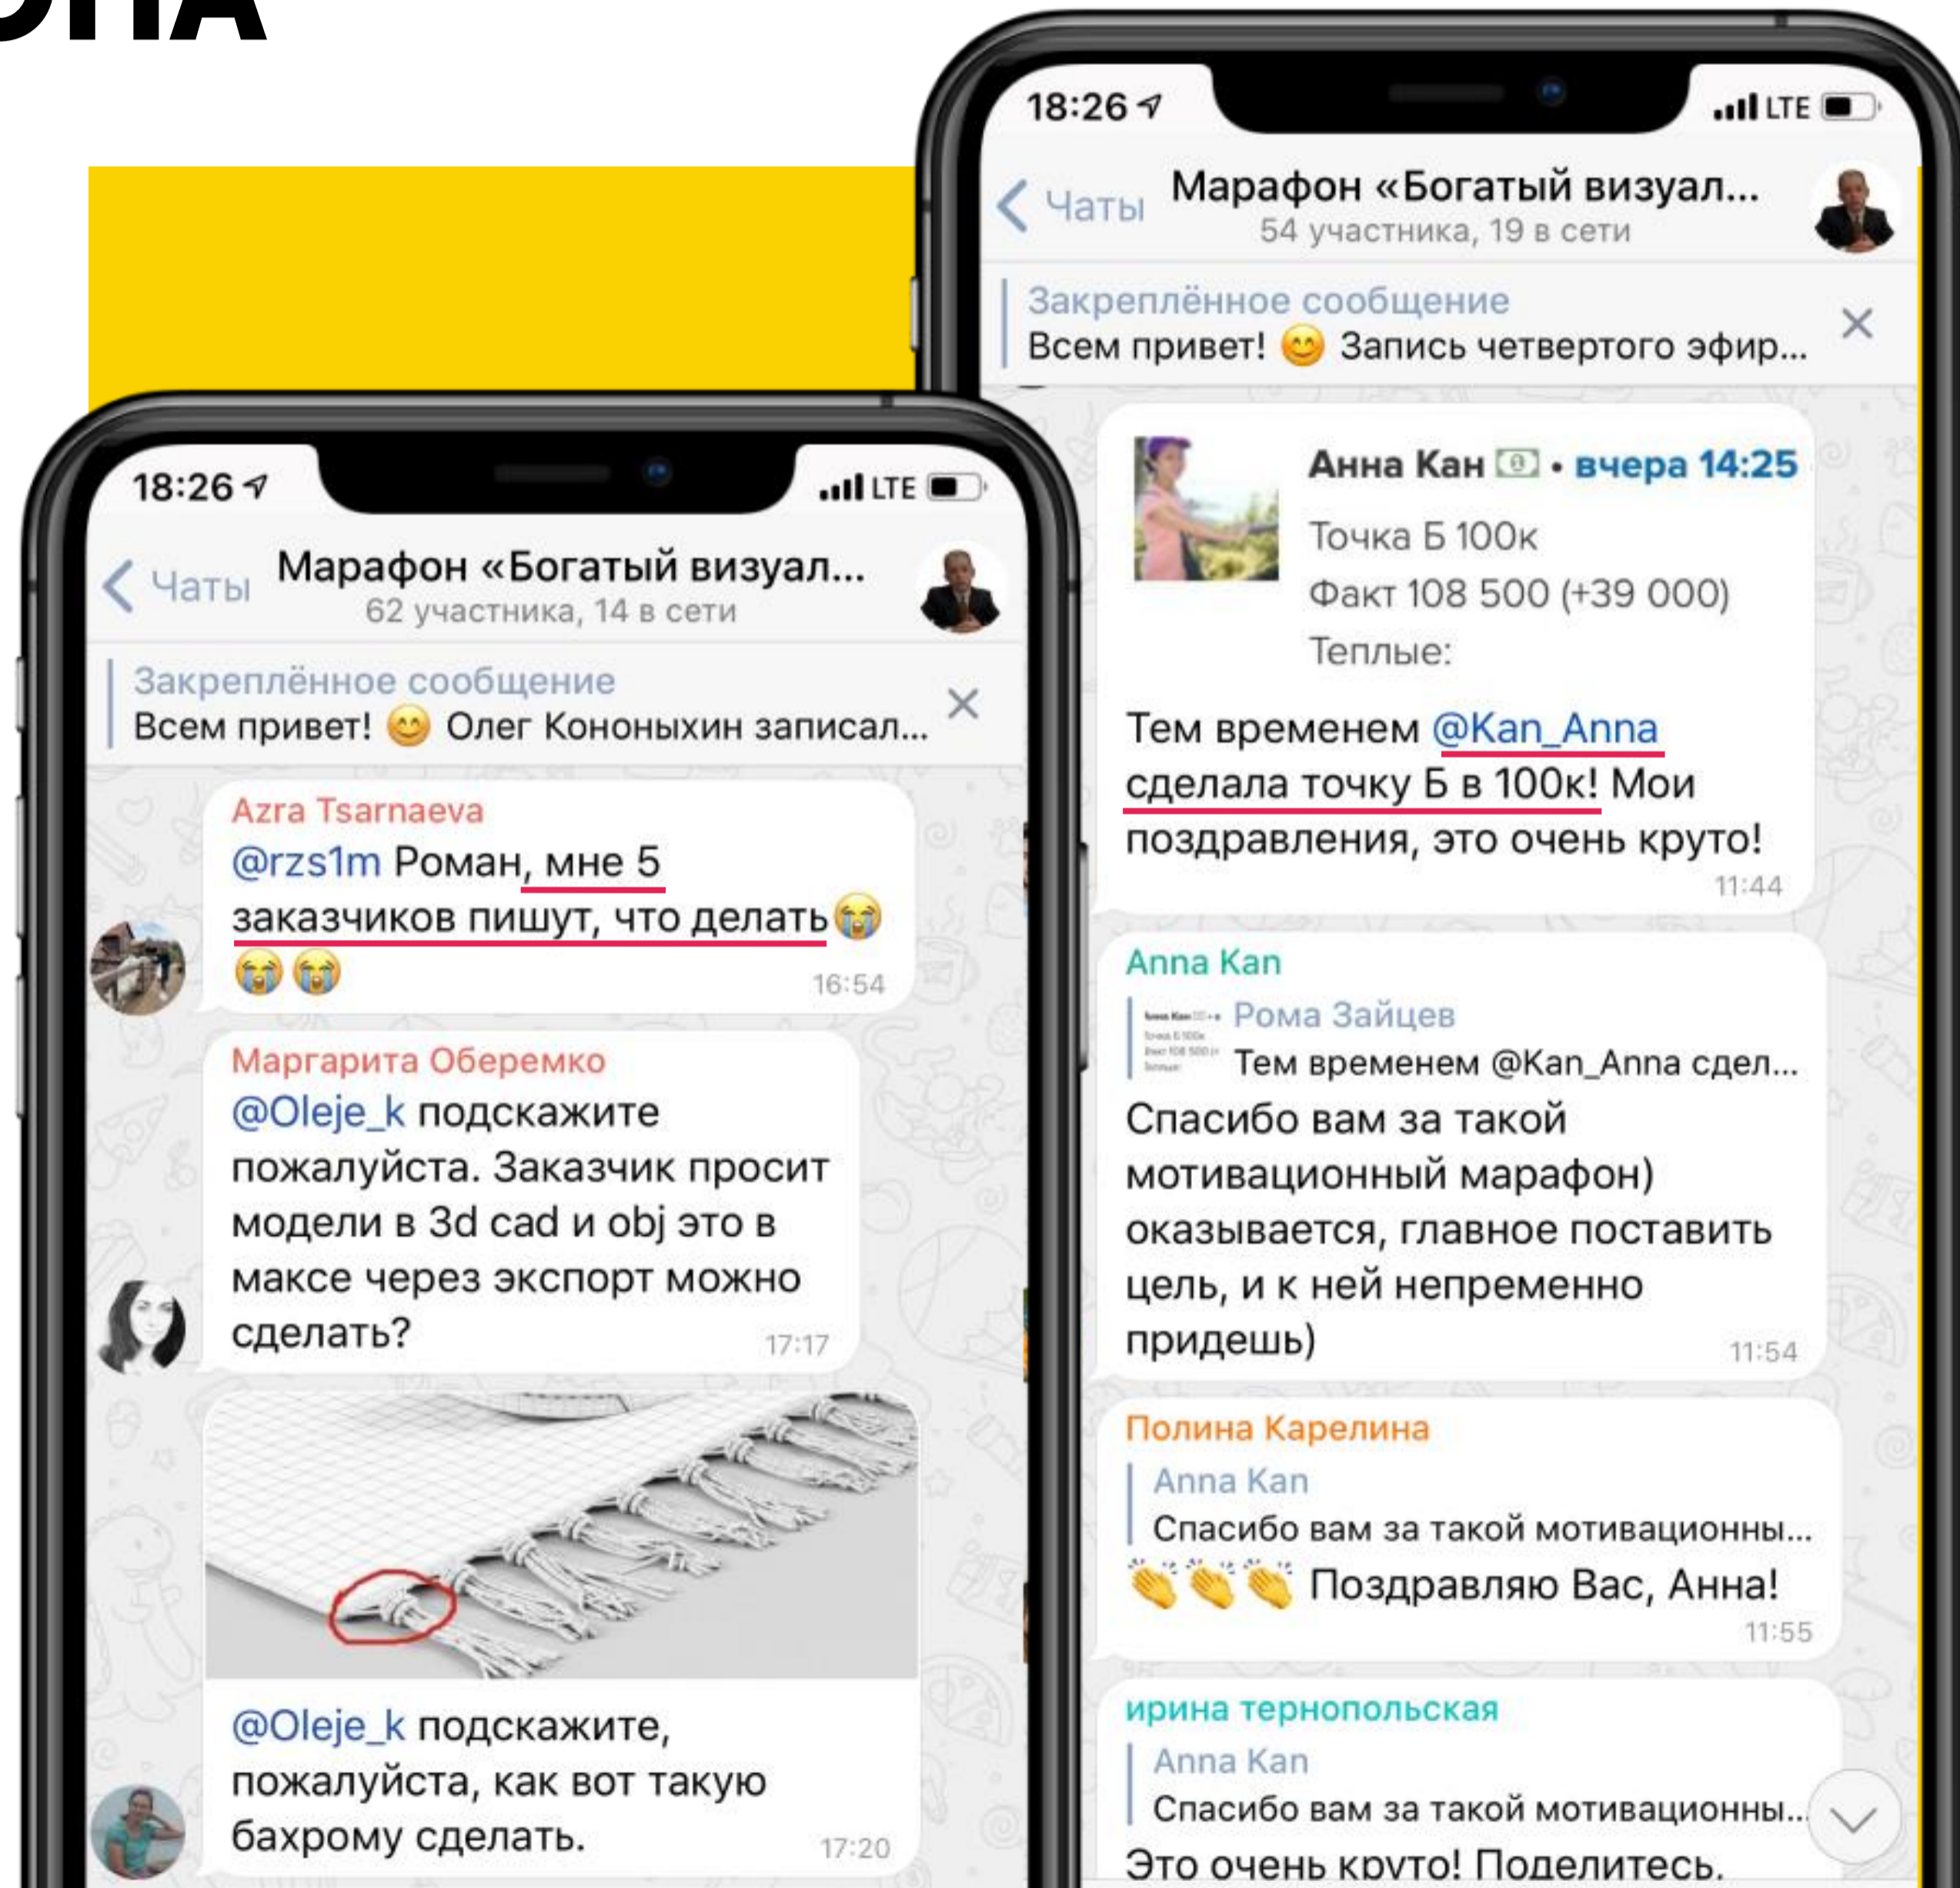 18:26
LTE
Чаты
Марафон «Богатый визуал...
62 участника, 14 в сети
Закреплённое сообщение
Всем привет! 😊 Олег Кононыхин записал...
Azra Tsarnaeva
@rzs1m Роман, мне 5
заказчиков пишут, что делать😭
😭😭
16:54
Маргарита Оберемко
@Oleje_k подскажите
пожалуйста. Заказчик просит
модели в 3d cad и obj это в
максе через экспорт можно
сделать?
17:17
@Oleje_k подскажите,
пожалуйста, как вот такую
бахрому сделать.
17:20
18:26
LTE
Чаты
Марафон «Богатый визуал...
54 участника, 19 в сети
Закреплённое сообщение
Всем привет! 😊 Запись четвертого эфир...
Анна Кан 💵 • вчера 14:25
Точка Б 100к
Факт 108 500 (+39 000)
Теплые:
Тем временем @Kan_Anna
сделала точку Б в 100к! Мои
поздравления, это очень круто!
11:44
Anna Kan
Рома Зайцев
Тем временем @Kan_Anna сдел...
Спасибо вам за такой
мотивационный марафон)
оказывается, главное поставить
цель, и к ней непременно
придешь)
11:54
Полина Карелина
Anna Kan
Спасибо вам за такой мотивационны...
👏👏👏 Поздравляю Вас, Анна!
11:55
ирина тернопольская
Anna Kan
Спасибо вам за такой мотивационны...
Это очень круто! Поделитесь,